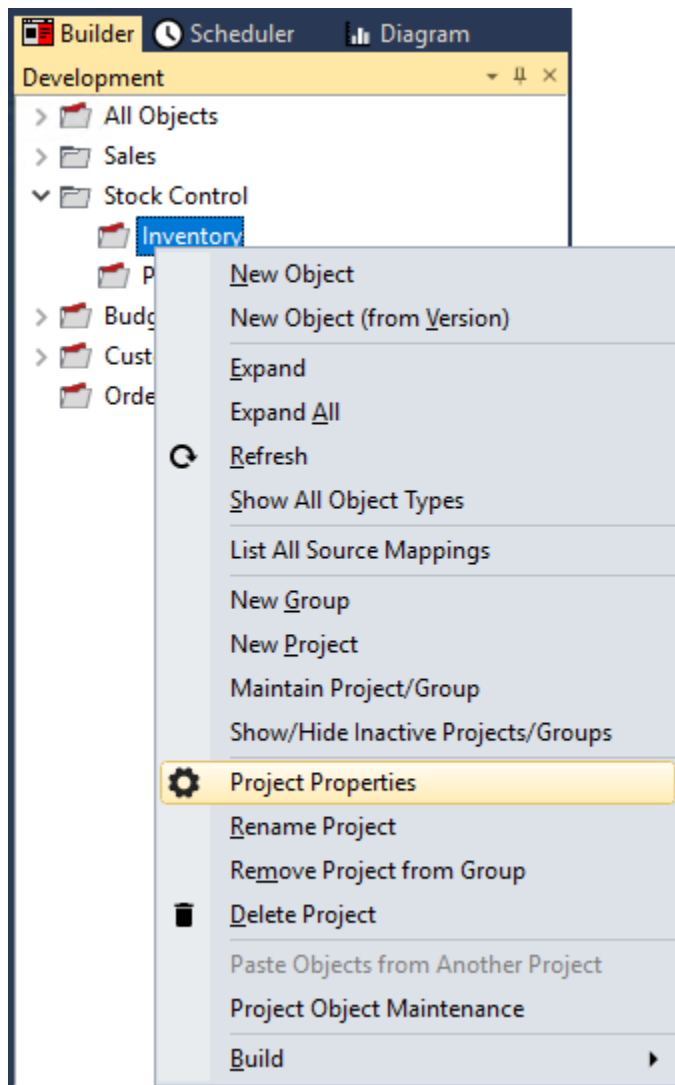 Builder Scheduler Diagram
Development
All Objects
Sales
Stock Control
Inventory
P
Budg
Cust
Orde
New Object
New Object (from Version)
Expand
Expand All
Refresh
Show All Object Types
List All Source Mappings
New Group
New Project
Maintain Project/Group
Show/Hide Inactive Projects/Groups
Project Properties
Rename Project
Remove Project from Group
Delete Project
Paste Objects from Another Project
Project Object Maintenance
Build